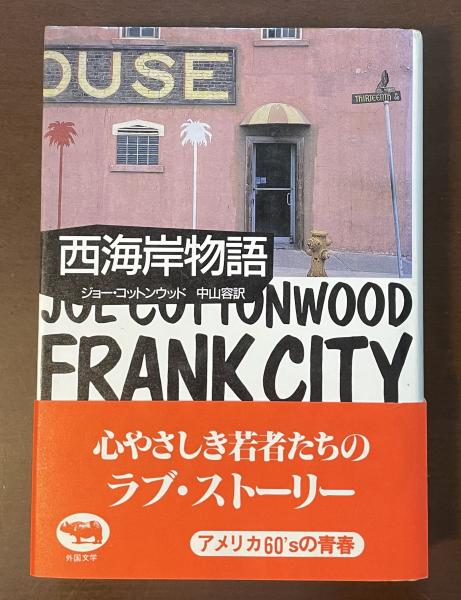 OUSE
THIRTEENTH St
西海岸物語
ジョー・コットンウッド 中山容訳
JOE COTTONWOOD
FRANK CITY
心やさしき若者たちの
ラブ・ストーリー
アメリカ60'sの青春
外国文学